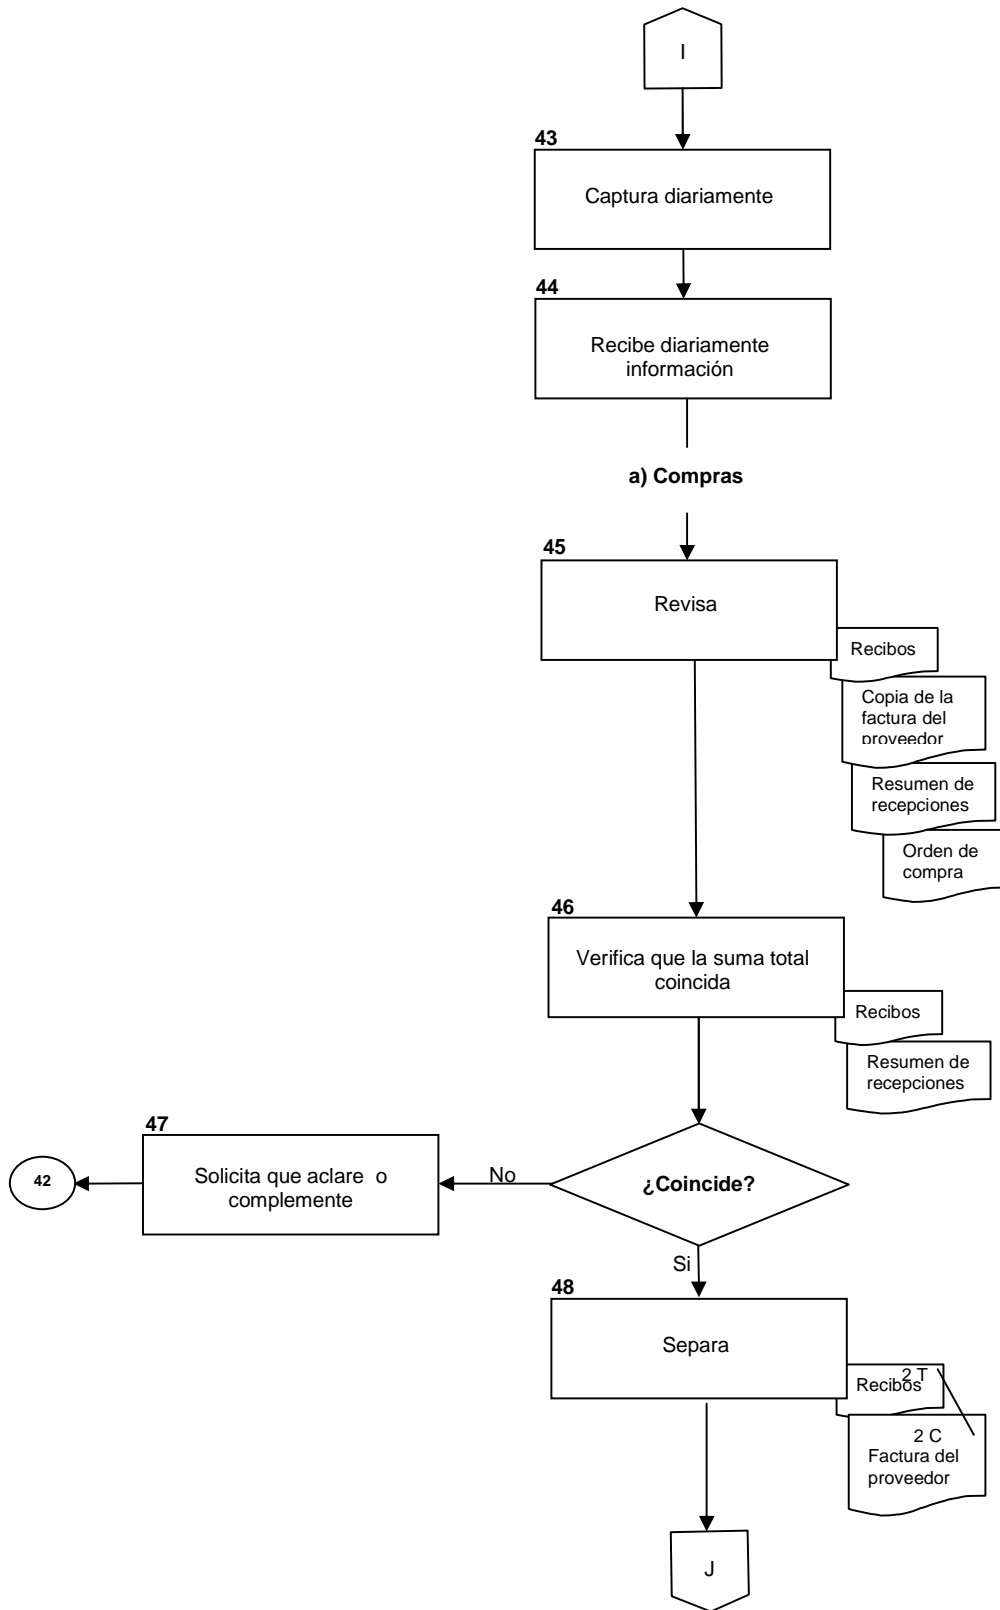 I
43
Captura diariamente
44
Recibe diariamente
información
a) Compras
45
Revisa
Recibos
Copia de la
factura del
proveedor
Resumen de
recepciones
Orden de
compra
46
Verifica que la suma total
coincida
Recibos
Resumen de
recepciones
47
Solicita que aclare o
complemente
42
No
¿Coincide?
Si
48
Separa
2 T
Recibos
2 C
Factura del
proveedor
J